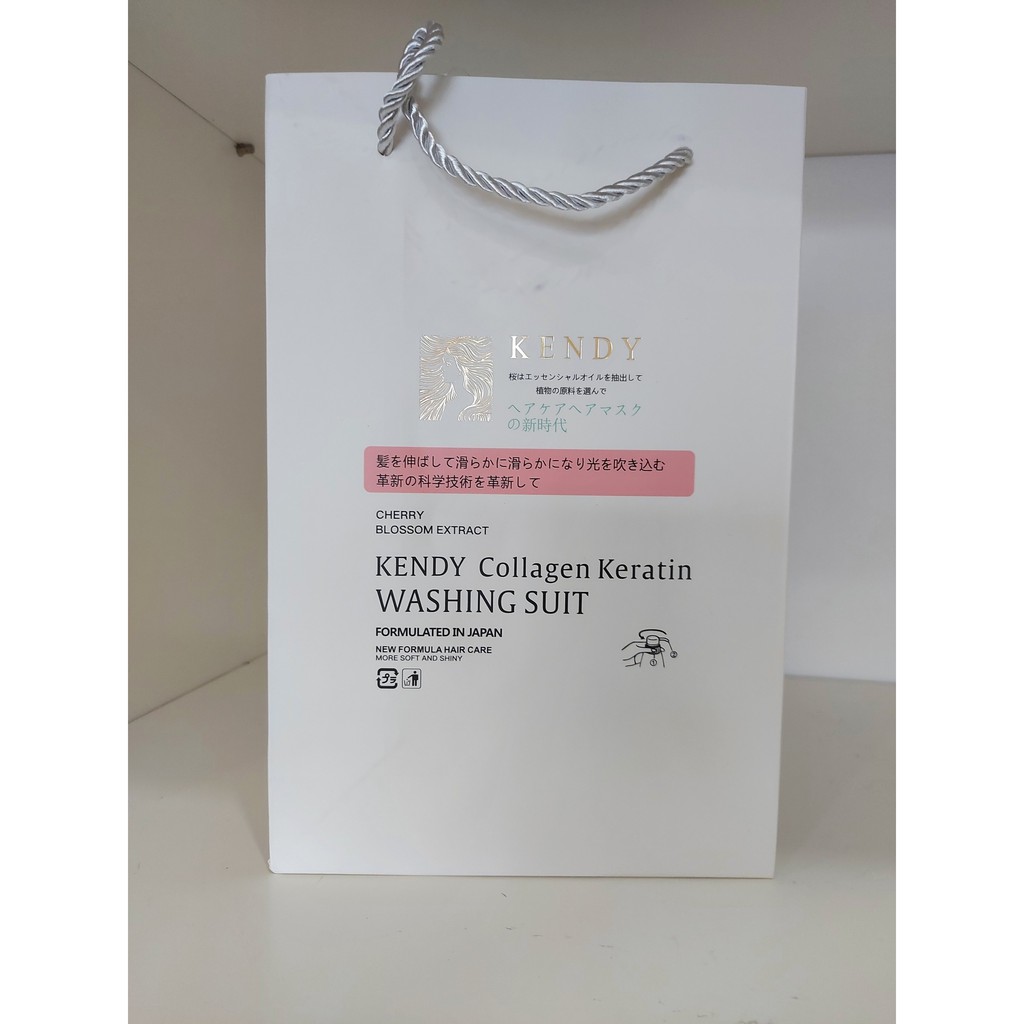 KENDY
桜はエッセンシャルオイルを抽出して
植物の原料を選んで
ヘアケアヘアマスク
の新時代
髪を伸ばして滑らかに滑らかになり光を吹き込む
革新の科学技術を革新して
CHERRY
BLOSSOM EXTRACT
KENDY Collagen Keratin
WASHING SUIT
FORMULATED IN JAPAN
NEW FORMULA HAIR CARE
MORE SOFT AND SHINY
プラ
① ②